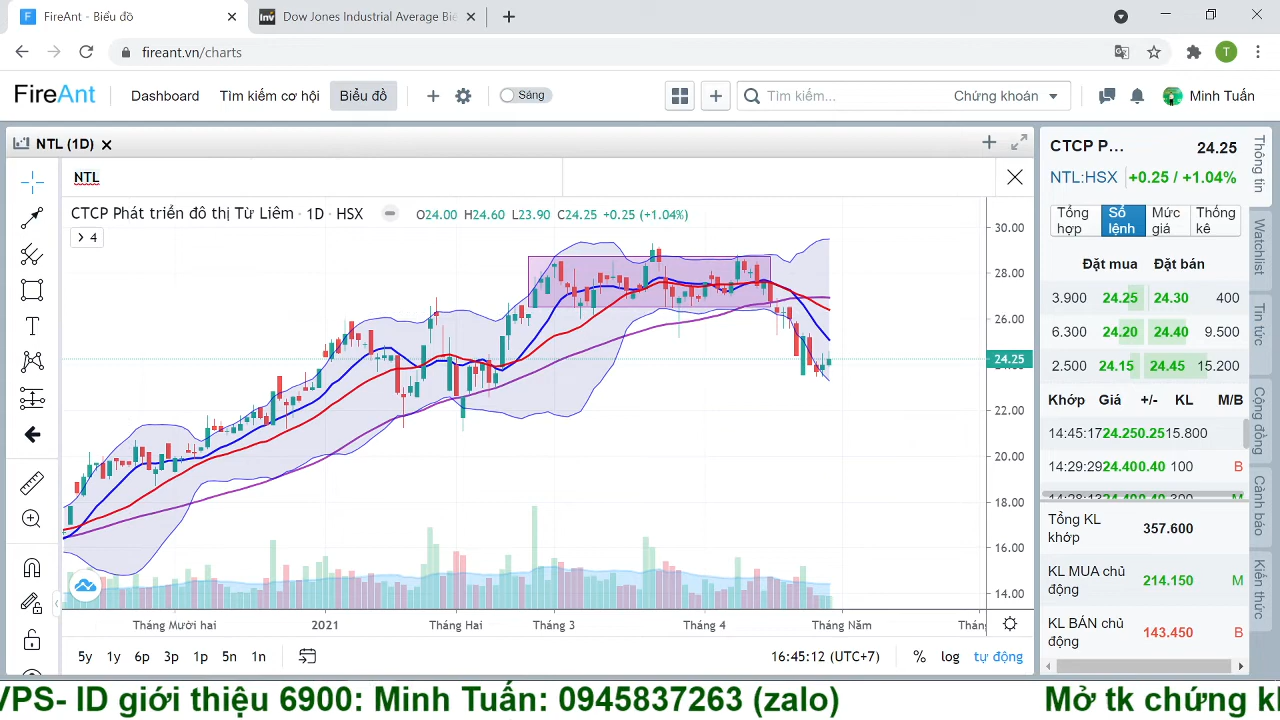 FireAnt - Biểu đồ
Dow Jones Industrial Average Bi
fireant.vn/charts
T
FireAnt
Dashboard
Tìm kiếm cơ hội
Biểu đồ
Sáng
Tìm kiếm...
Chứng khoán
Minh Tuấn
NTL (1D)
NTL
CTCP Phát triển đô thị Từ Liêm · 1D · HSX
O24.00 H24.60 L23.90 C24.25 +0.25 (+1.04%)
4
30.00
28.00
26.00
24.25
22.00
20.00
18.00
16.00
14.00
Tháng Mười hai
2021
Tháng Hai
Tháng 3
Tháng 4
Tháng Năm
5y 1y 6p 3p 1p 5n 1n
16:45:12 (UTC+7)
% log tự động
CTCP P... 24.25
NTL:HSX +0.25 / +1.04%
Tổng hợp
Sổ lệnh
Mức giá
Thống kê
Đặt mua Đặt bán
3.900 24.25 24.30 400
6.300 24.20 24.40 9.500
2.500 24.15 24.45 15.200
Khớp Giá +/- KL M/B
14:45:17 24.25 0.25 15.800
14:29:29 24.40 0.40 100 B
Tổng KL khớp 357.600
KL MUA chủ động 214.150 M
KL BÁN chủ động 143.450 B
Thông tin
Watchlist
Tin tức
Cộng đồng
Cảnh báo
Kiến thức
VPS- ID giới thiệu 6900: Minh Tuấn: 0945837263 (zalo)
Mở tk chứng